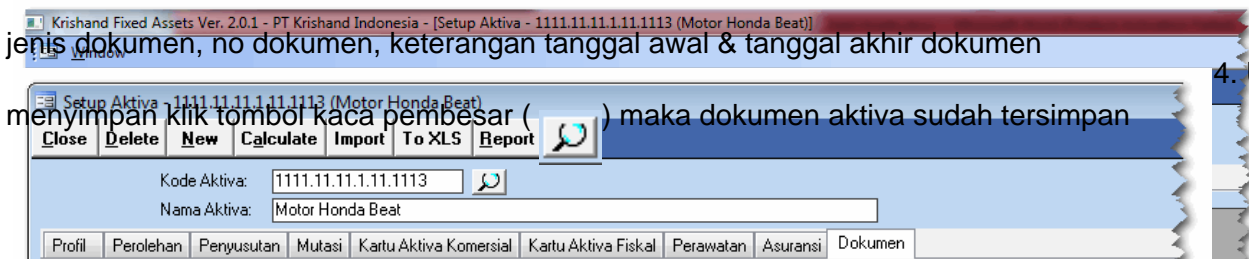 Krishand Fixed Assets Ver. 2.0.1 - PT Krishand Indonesia - [Setup Aktiva - 1111.11.11.1.11.1113 (Motor Honda Beat)]
jenis dokumen, no dokumen, keterangan tanggal awal & tanggal akhir dokumen
Window
4.
Setup Aktiva - 1111.11.11.1.11.1113 (Motor Honda Beat)
menyimpan klik tombol kaca pembesar ( ) maka dokumen aktiva sudah tersimpan
Close Delete New Calculate Import To XLS Report
Kode Aktiva: 1111.11.11.1.11.1113
Nama Aktiva: Motor Honda Beat
Profil Perolehan Penyusutan Mutasi Kartu Aktiva Komersial Kartu Aktiva Fiskal Perawatan Asuransi Dokumen